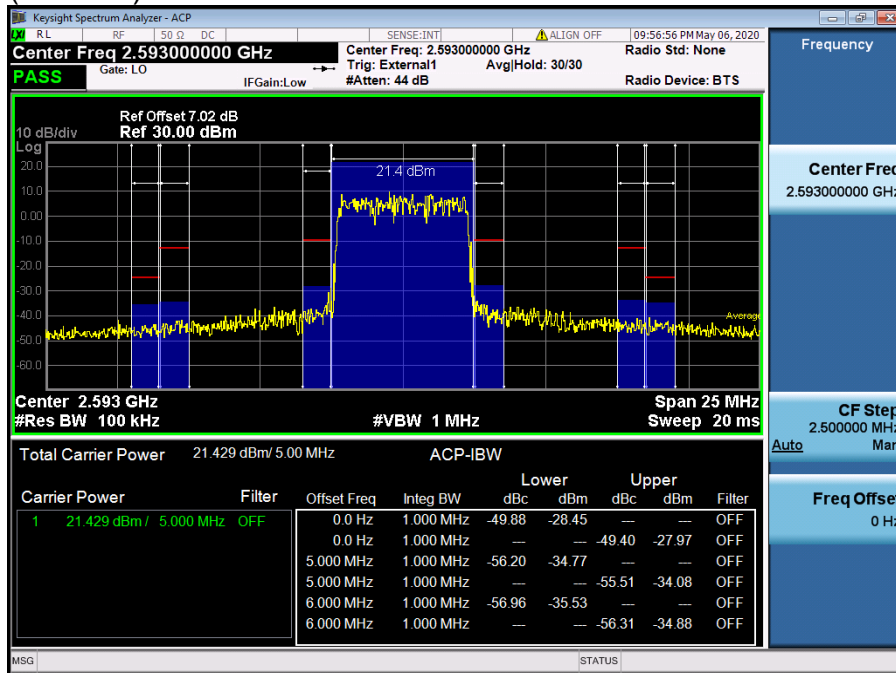 Keysight Spectrum Analyzer - ACP
LXI RL RF 50 Ω DC SENSE:INT ALIGN OFF 09:56:56 PM May 06, 2020
Center Freq 2.593000000 GHz
Center Freq: 2.593000000 GHz Radio Std: None
Gate: LO Trig: External1 Avg|Hold: 30/30
PASS IFGain:Low #Atten: 44 dB Radio Device: BTS
Frequency
Ref Offset 7.02 dB
10 dB/div Ref 30.00 dBm
Log
20.0
21.4 dBm
10.0
0.00
-10.0
-20.0
-30.0
-40.0
Average
-50.0
-60.0
Center 2.593 GHz Span 25 MHz
#Res BW 100 kHz #VBW 1 MHz Sweep 20 ms
Total Carrier Power 21.429 dBm/ 5.00 MHz ACP-IBW
Lower Upper
Carrier Power Filter Offset Freq Integ BW dBc dBm dBc dBm Filter
1 21.429 dBm / 5.000 MHz OFF 0.0 Hz 1.000 MHz -49.88 -28.45 --- --- OFF
0.0 Hz 1.000 MHz --- --- -49.40 -27.97 OFF
5.000 MHz 1.000 MHz -56.20 -34.77 --- --- OFF
5.000 MHz 1.000 MHz --- --- -55.51 -34.08 OFF
6.000 MHz 1.000 MHz -56.96 -35.53 --- --- OFF
6.000 MHz 1.000 MHz --- --- -56.31 -34.88 OFF
Center Freq
2.593000000 GHz
CF Step
2.500000 MHz
Auto Man
Freq Offset
0 Hz
MSG STATUS